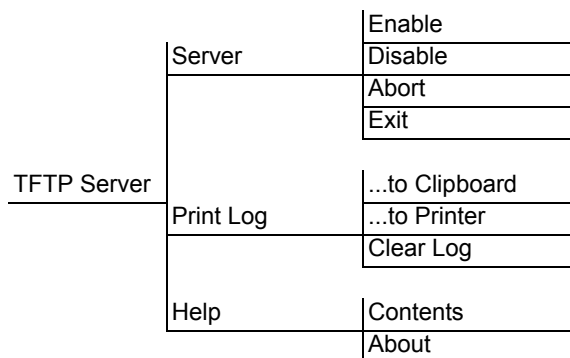 TFTP Server
Server
Enable
Disable
Abort
Exit
Print Log
...to Clipboard
...to Printer
Clear Log
Help
Contents
About